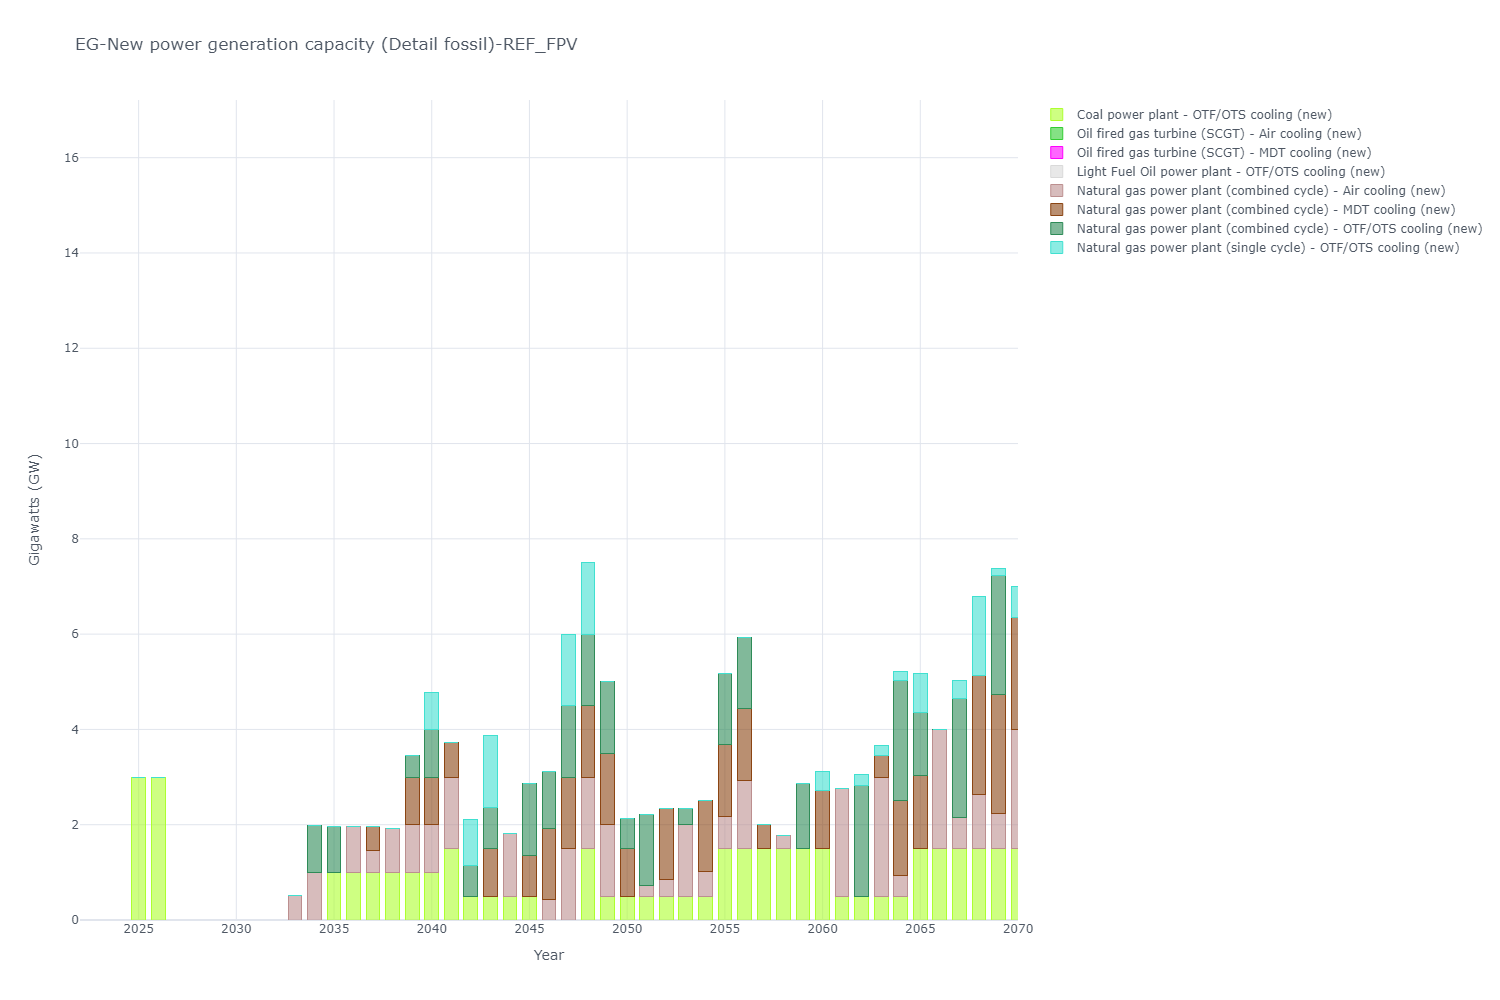 EG-New power generation capacity (Detail fossil)-REF_FPV
Coal power plant - OTF/OTS cooling (new)
Oil fired gas turbine (SCGT) - Air cooling (new)
Oil fired gas turbine (SCGT) - MDT cooling (new)
Light Fuel Oil power plant - OTF/OTS cooling (new)
Natural gas power plant (combined cycle) - Air cooling (new)
Natural gas power plant (combined cycle) - MDT cooling (new)
Natural gas power plant (combined cycle) - OTF/OTS cooling (new)
Natural gas power plant (single cycle) - OTF/OTS cooling (new)
16
14
12
10
8
6
4
2
0
Gigawatts (GW)
2025 2030 2035 2040 2045 2050 2055 2060 2065 2070
Year